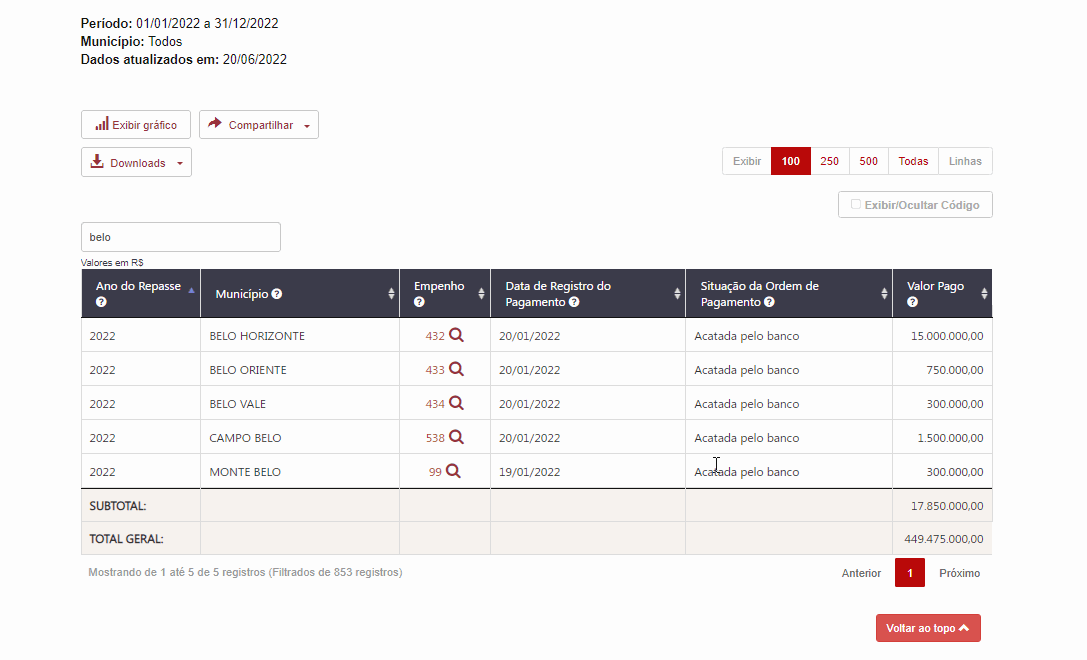 Período: 01/01/2022 a 31/12/2022
Município: Todos
Dados atualizados em: 20/06/2022
Exibir gráfico Compartilhar
Downloads
Exibir 100 250 500 Todas Linhas
Exibir/Ocultar Código
belo
Valores em R$
Ano do Repasse ? Município ? Empenho ? Data de Registro do Pagamento ? Situação da Ordem de Pagamento ? Valor Pago ?
2022 BELO HORIZONTE 432 20/01/2022 Acatada pelo banco 15.000.000,00
2022 BELO ORIENTE 433 20/01/2022 Acatada pelo banco 750.000,00
2022 BELO VALE 434 20/01/2022 Acatada pelo banco 300.000,00
2022 CAMPO BELO 538 20/01/2022 Acatada pelo banco 1.500.000,00
2022 MONTE BELO 99 19/01/2022 Acatada pelo banco 300.000,00
SUBTOTAL: 17.850.000,00
TOTAL GERAL: 449.475.000,00
Mostrando de 1 até 5 de 5 registros (Filtrados de 853 registros)
Anterior 1 Próximo
Voltar ao topo